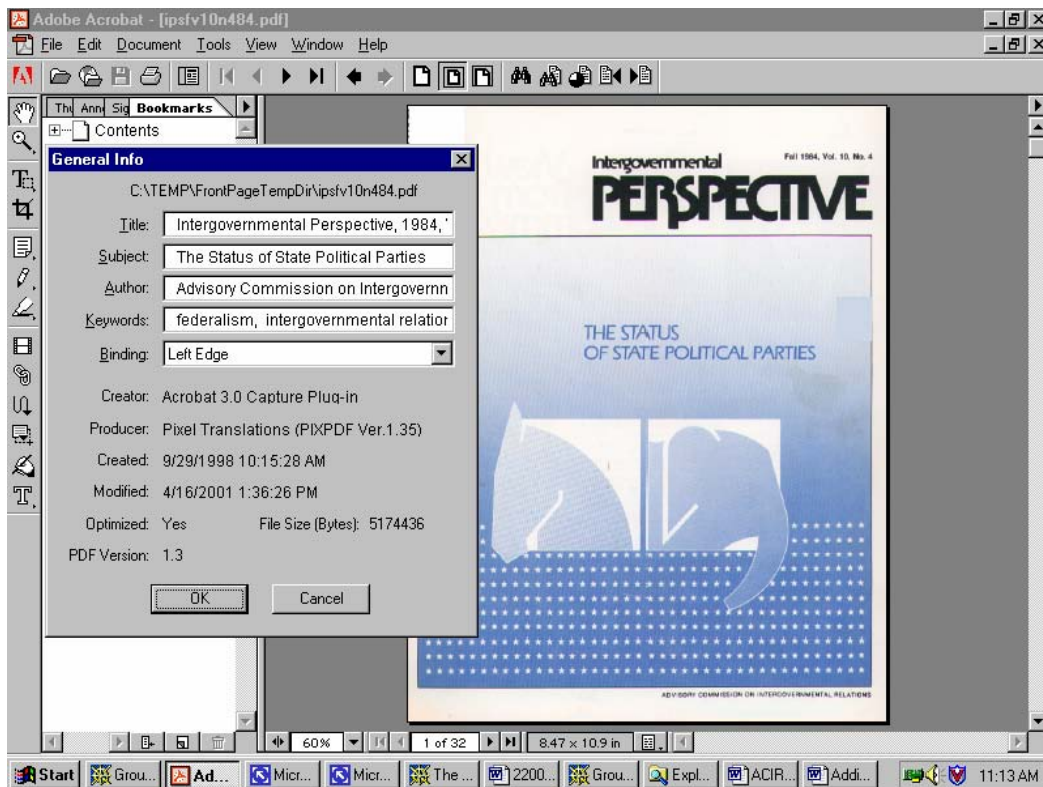 Adobe Acrobat - [ipsfv10n484.pdf]
File Edit Document Tools View Window Help
Thu Ann Sig Bookmarks
Contents
General Info
C:\TEMP\FrontPageTempDir\ipsfv10n484.pdf
Title: Intergovernmental Perspective, 1984,
Subject: The Status of State Political Parties
Author: Advisory Commission on Intergovernn
Keywords: federalism, intergovernmental relation
Binding: Left Edge
Creator: Acrobat 3.0 Capture Plug-in
Producer: Pixel Translations (PIXPDF Ver.1.35)
Created: 9/29/1998 10:15:28 AM
Modified: 4/16/2001 1:36:26 PM
Optimized: Yes File Size (Bytes): 5174436
PDF Version: 1.3
OK Cancel
Intergovernmental Fall 1984, Vol. 10, No. 4
PERSPECTIVE
THE STATUS
OF STATE POLITICAL PARTIES
ADVISORY COMMISSION ON INTERGOVERNMENTAL RELATIONS
60% 1 of 32 8.47 x 10.9 in
Start Grou... Ad... Micr... Micr... The ... 2200... Grou... Expl... ACIR... Addi... 11:13 AM